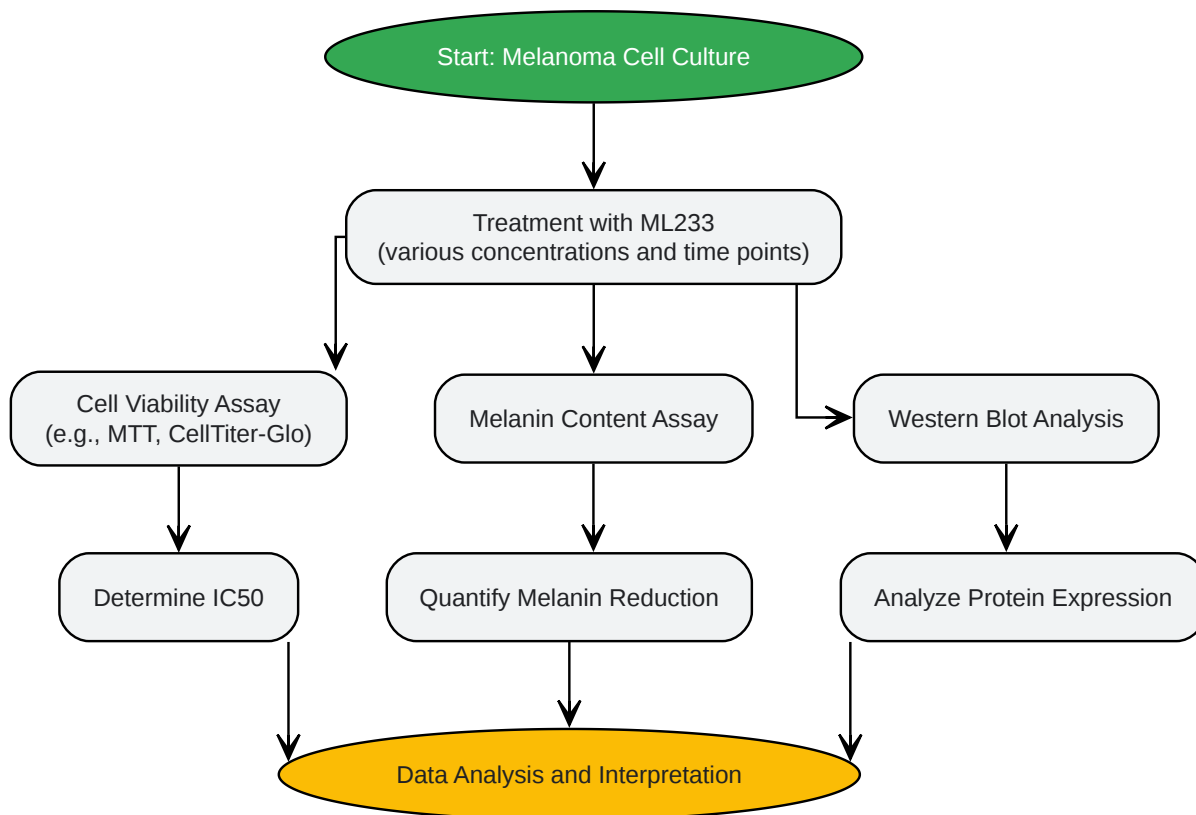 Start: Melanoma Cell Culture
Treatment with ML233
(various concentrations and time points)
Cell Viability Assay
(e.g., MTT, CellTiter-Glo)
Melanin Content Assay
Western Blot Analysis
Determine IC50
Quantify Melanin Reduction
Analyze Protein Expression
Data Analysis and Interpretation